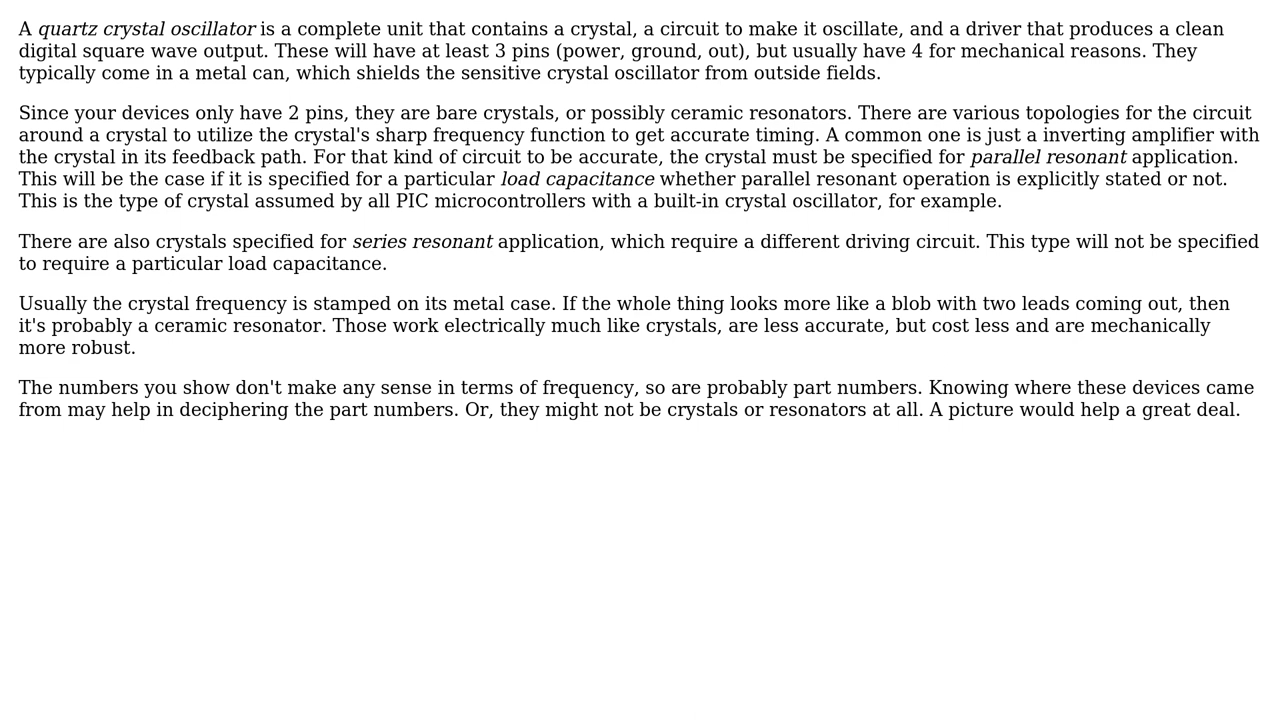 A quartz crystal oscillator is a complete unit that contains a crystal, a circuit to make it oscillate, and a driver that produces a clean
digital square wave output. These will have at least 3 pins (power, ground, out), but usually have 4 for mechanical reasons. They
typically come in a metal can, which shields the sensitive crystal oscillator from outside fields.
Since your devices only have 2 pins, they are bare crystals, or possibly ceramic resonators. There are various topologies for the circuit
around a crystal to utilize the crystal's sharp frequency function to get accurate timing. A common one is just a inverting amplifier with
the crystal in its feedback path. For that kind of circuit to be accurate, the crystal must be specified for parallel resonant application.
This will be the case if it is specified for a particular load capacitance whether parallel resonant operation is explicitly stated or not.
This is the type of crystal assumed by all PIC microcontrollers with a built-in crystal oscillator, for example.
There are also crystals specified for series resonant application, which require a different driving circuit. This type will not be specified
to require a particular load capacitance.
Usually the crystal frequency is stamped on its metal case. If the whole thing looks more like a blob with two leads coming out, then
it's probably a ceramic resonator. Those work electrically much like crystals, are less accurate, but cost less and are mechanically
more robust.
The numbers you show don't make any sense in terms of frequency, so are probably part numbers. Knowing where these devices came
from may help in deciphering the part numbers. Or, they might not be crystals or resonators at all. A picture would help a great deal.